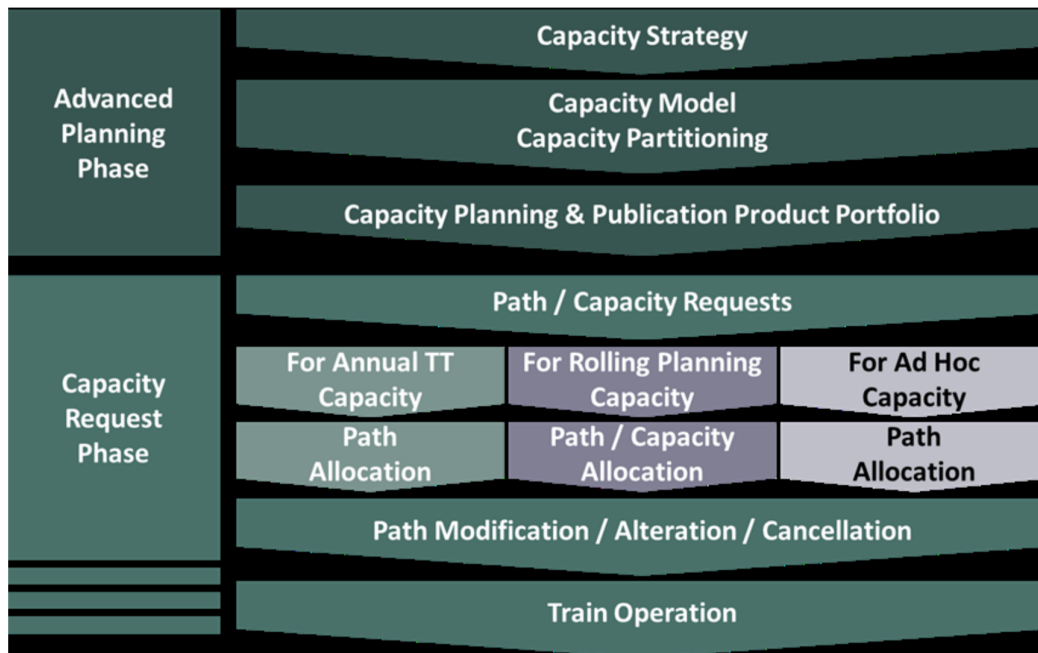 Advanced
Planning
Phase
Capacity Strategy
Capacity Model
Capacity Partitioning
Capacity Planning & Publication Product Portfolio
Capacity
Request
Phase
Path / Capacity Requests
For Annual TT
Capacity
For Rolling Planning
Capacity
For Ad Hoc
Capacity
Path
Allocation
Path / Capacity
Allocation
Path
Allocation
Path Modification / Alteration / Cancellation
Train Operation